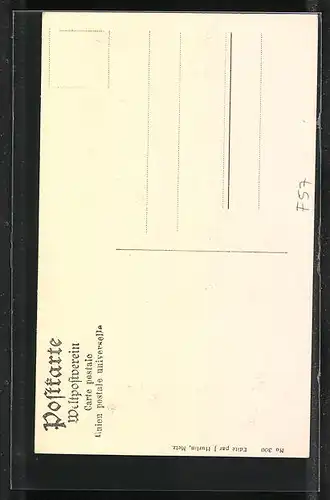 Postkarte
Weltpostverein
Carte postale
Union postale universelle
No 300 Edité par J Hurlin, Metz.
F57